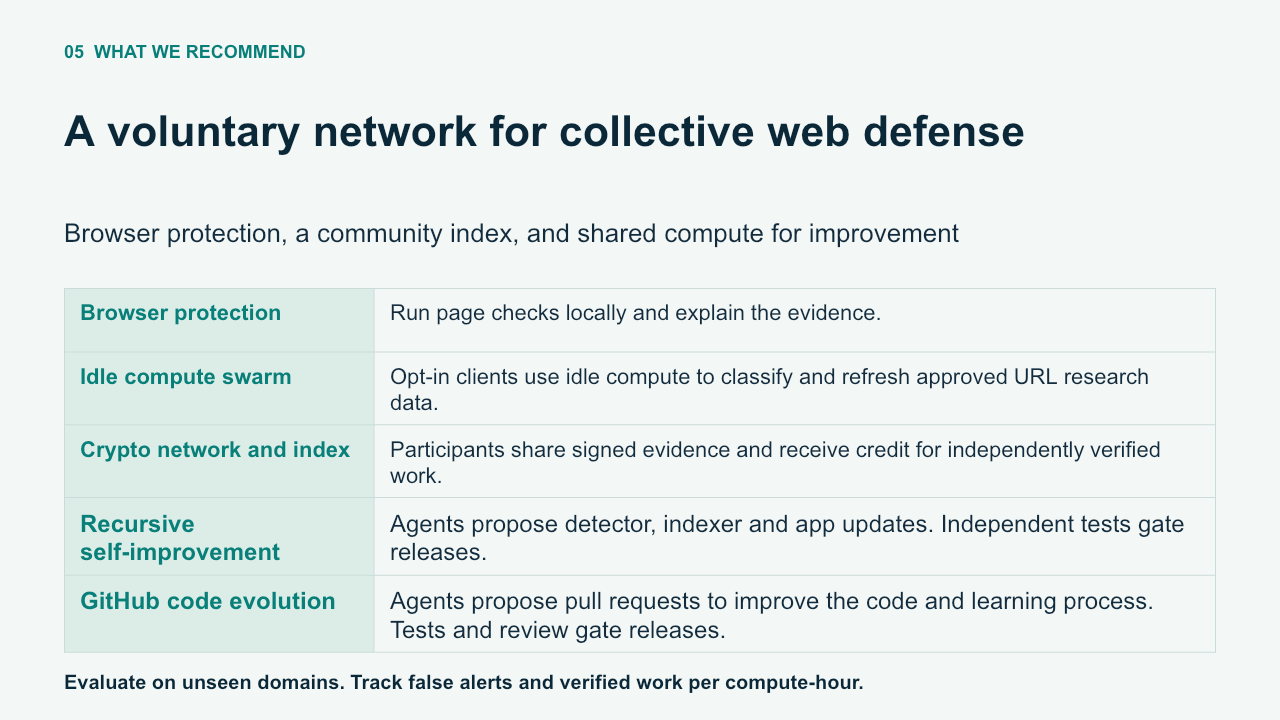 05 WHAT WE RECOMMEND
A voluntary network for collective web defense
Browser protection, a community index, and shared compute for improvement
Browser protection
Run page checks locally and explain the evidence.
Idle compute swarm
Opt-in clients use idle compute to classify and refresh approved URL research
data.
Crypto network and index
Participants share signed evidence and receive credit for independently verified
work.
Recursive
self-improvement
Agents propose detector, indexer and app updates. Independent tests gate
releases.
GitHub code evolution
Agents propose pull requests to improve the code and learning process.
Tests and review gate releases.
Evaluate on unseen domains. Track false alerts and verified work per compute-hour.